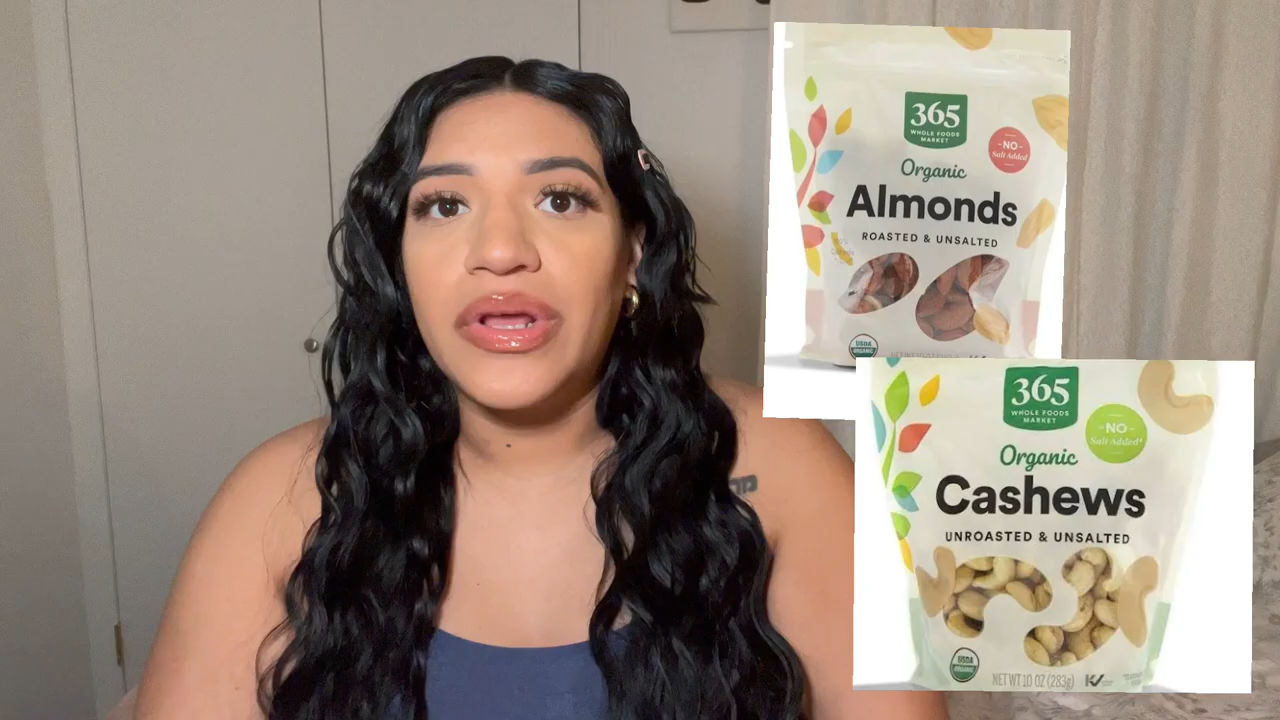 365
WHOLE FOODS
MARKET
-NO-
Salt Added
Organic
Almonds
ROASTED & UNSALTED
USDA
ORGANIC
365
WHOLE FOODS
MARKET
-NO-
Salt Added*
Organic
Cashews
UNROASTED & UNSALTED
USDA
ORGANIC
NET WT 10 OZ (283g)